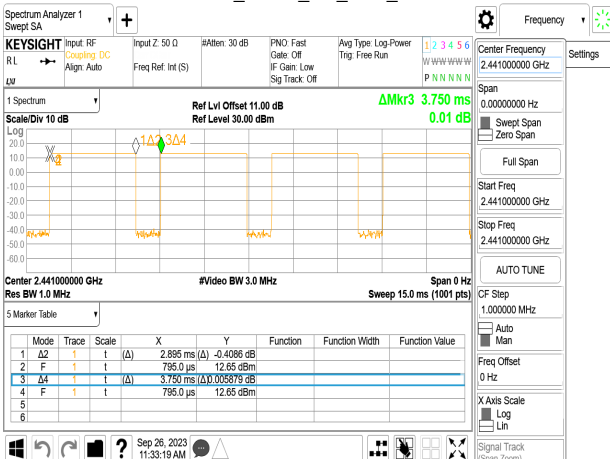 Spectrum Analyzer 1
Swept SA
+
Frequency
KEYSIGHT
RL
Input: RF
Coupling: DC
Align: Auto
Input Z: 50 Ω
Freq Ref: Int (S)
#Atten: 30 dB
PNO: Fast
Gate: Off
IF Gain: Low
Sig Track: Off
Avg Type: Log-Power
Trig: Free Run
1 2 3 4 5 6
W W W W W W
P N N N N N
1 Spectrum
Scale/Div 10 dB
Ref Lvl Offset 11.00 dB
Ref Level 30.00 dBm
ΔMkr3 3.750 ms
0.01 dB
Log
20.0
10.0
0.00
-10.0
-20.0
-30.0
-40.0
-50.0
-60.0
1Δ2 3Δ4
Center 2.441000000 GHz
Res BW 1.0 MHz
#Video BW 3.0 MHz
Span 0 Hz
Sweep 15.0 ms (1001 pts)
5 Marker Table
Mode Trace Scale X Y Function Function Width Function Value
1 Δ2 1 t (Δ) 2.895 ms (Δ) -0.4086 dB
2 F 1 t 795.0 µs 12.65 dBm
3 Δ4 1 t (Δ) 3.750 ms (Δ) 0.005879 dB
4 F 1 t 795.0 µs 12.65 dBm
5
6
? Sep 26, 2023
11:33:19 AM
Center Frequency
2.441000000 GHz
Span
0.00000000 Hz
Swept Span
Zero Span
Full Span
Start Freq
2.441000000 GHz
Stop Freq
2.441000000 GHz
AUTO TUNE
CF Step
1.000000 MHz
Auto
Man
Freq Offset
0 Hz
X Axis Scale
Log
Lin
Signal Track
(Span Zoom)
Settings